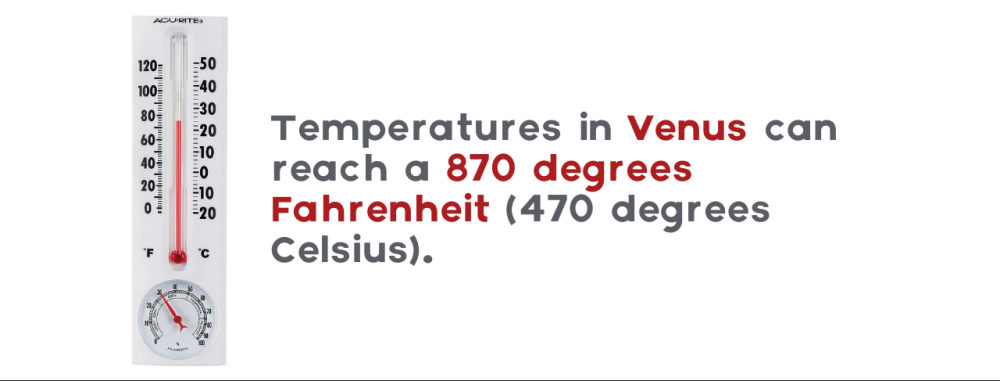 ACU·RITE®
120 50
100 40
80 30
60 20
40 10
20 0
0 10
20
°F °C
Temperatures in Venus can
reach a 870 degrees
Fahrenheit (470 degrees
Celsius).